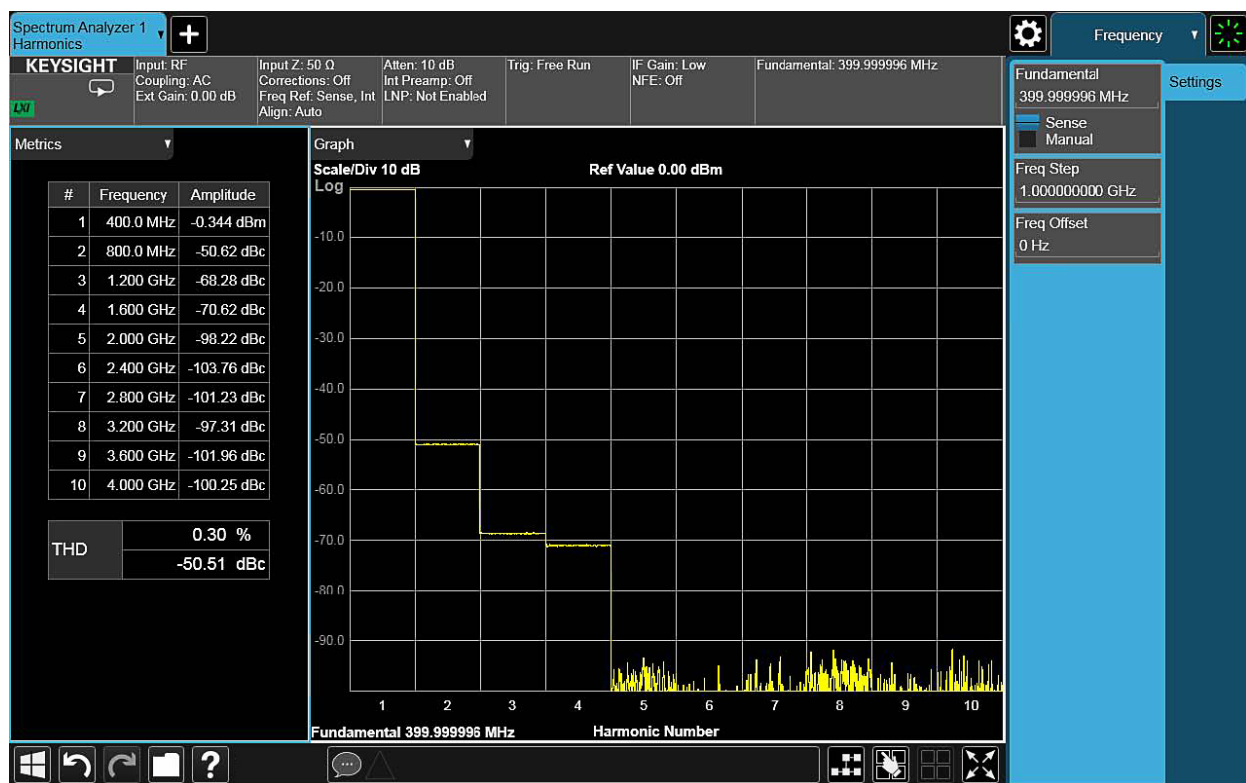 Spectrum Analyzer 1
Harmonics
Frequency
KEYSIGHT
LXI
Input: RF
Coupling: AC
Ext Gain: 0.00 dB
Input Z: 50 Ω
Corrections: Off
Freq Ref: Sense, Int
Align: Auto
Atten: 10 dB
Int Preamp: Off
LNP: Not Enabled
Trig: Free Run
IF Gain: Low
NFE: Off
Fundamental: 399.999996 MHz
Fundamental
399.999996 MHz
Sense
Manual
Freq Step
1.000000000 GHz
Freq Offset
0 Hz
Settings
Metrics
# Frequency Amplitude
1 400.0 MHz -0.344 dBm
2 800.0 MHz -50.62 dBc
3 1.200 GHz -68.28 dBc
4 1.600 GHz -70.62 dBc
5 2.000 GHz -98.22 dBc
6 2.400 GHz -103.76 dBc
7 2.800 GHz -101.23 dBc
8 3.200 GHz -97.31 dBc
9 3.600 GHz -101.96 dBc
10 4.000 GHz -100.25 dBc
THD 0.30 %
-50.51 dBc
Graph
Scale/Div 10 dB Ref Value 0.00 dBm
Log
-10.0
-20.0
-30.0
-40.0
-50.0
-60.0
-70.0
-80.0
-90.0
1 2 3 4 5 6 7 8 9 10
Fundamental 399.999996 MHz Harmonic Number
?